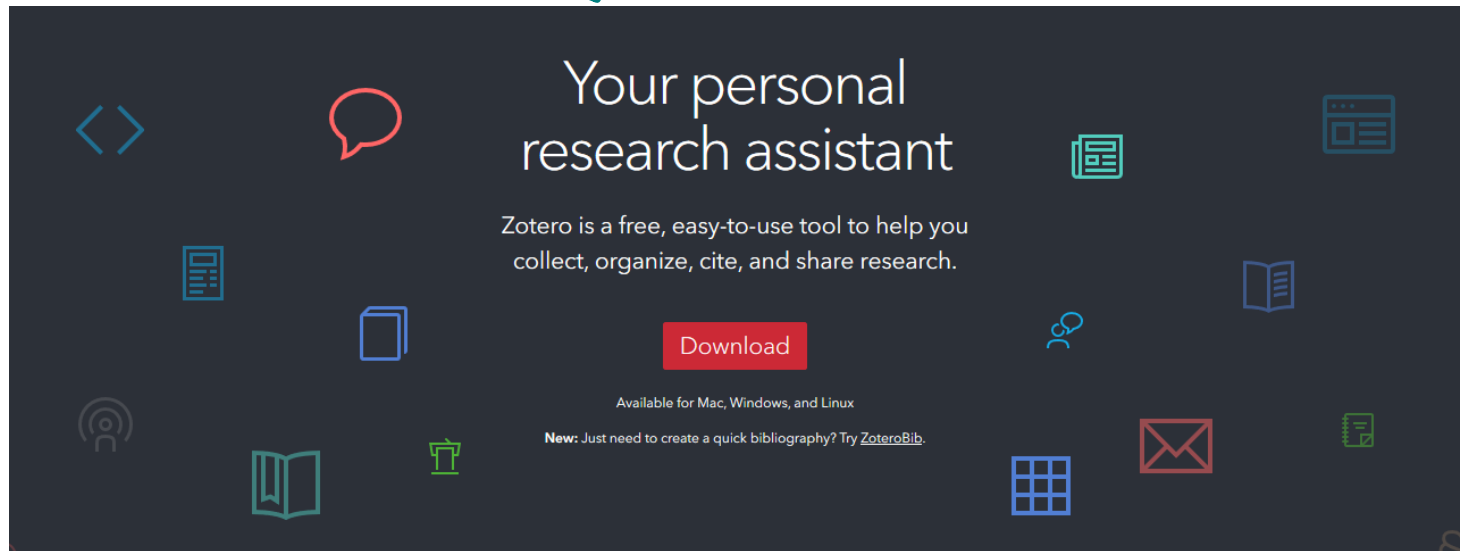 Your personal
research assistant
Zotero is a free, easy-to-use tool to help you
collect, organize, cite, and share research.
Download
Available for Mac, Windows, and Linux
New: Just need to create a quick bibliography? Try ZoteroBib.